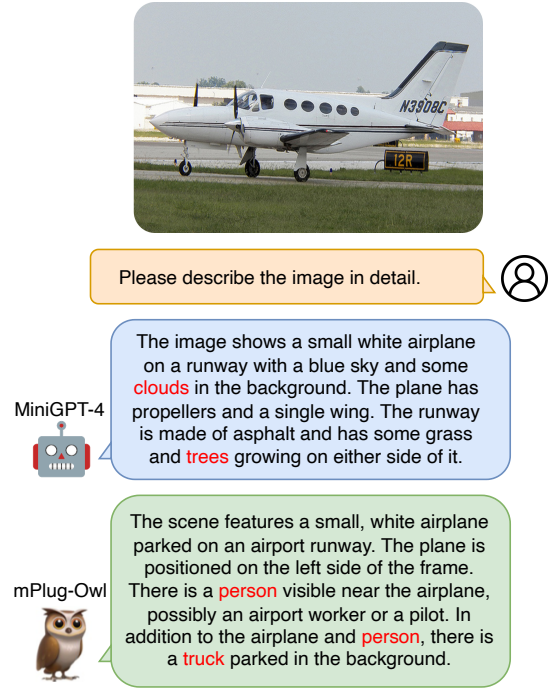 N3908C
12R
Please describe the image in detail.
The image shows a small white airplane
on a runway with a blue sky and some
clouds in the background. The plane has
MiniGPT-4
propellers and a single wing. The runway
is made of asphalt and has some grass
and trees growing on either side of it.
The scene features a small, white airplane
parked on an airport runway. The plane is
positioned on the left side of the frame.
mPlug-Owl
There is a person visible near the airplane,
possibly an airport worker or a pilot. In
addition to the airplane and person, there is
a truck parked in the background.